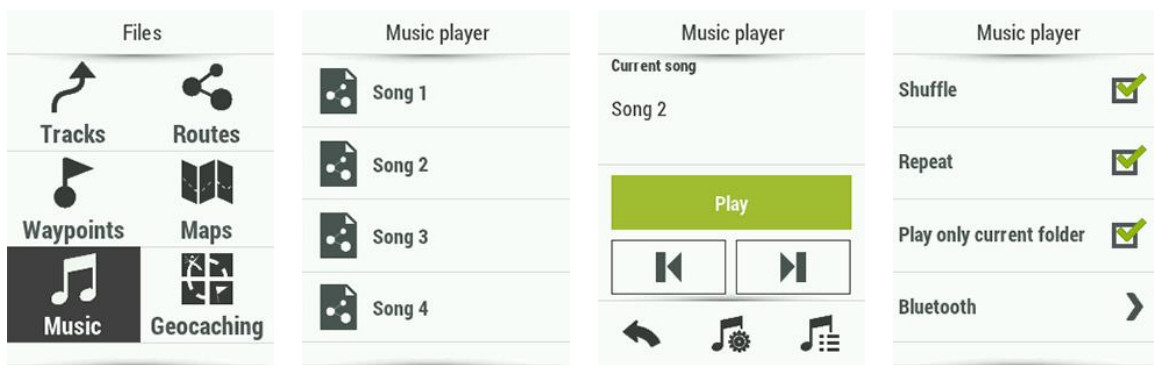 Files
Tracks
Routes
Waypoints
Maps
Music
Geocaching
Music player
Song 1
Song 2
Song 3
Song 4
Music player
Current song
Song 2
Play
Music player
Shuffle
Repeat
Play only current folder
Bluetooth